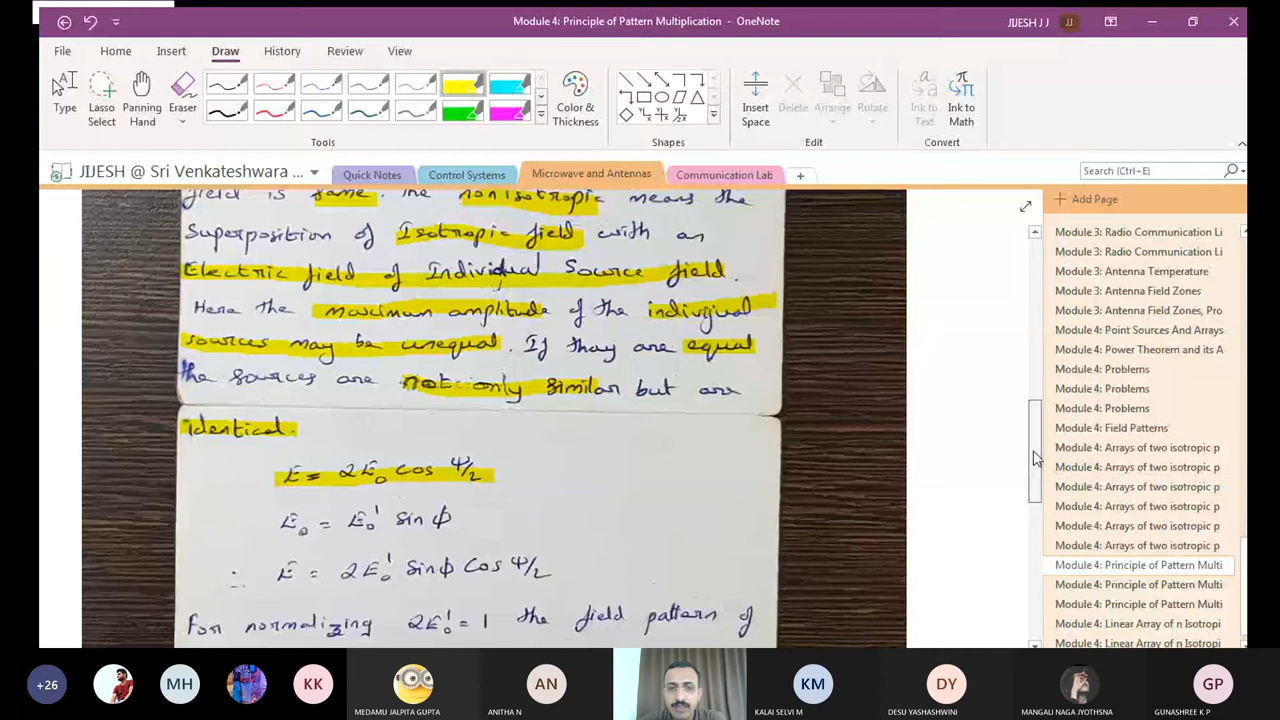 Module 4: Principle of Pattern Multiplication - OneNote
JIJESH J J
JJ
File
Home
Insert
Draw
History
Review
View
Type
Lasso Select
Panning Hand
Eraser
Color & Thickness
Insert Space
Delete
Arrange
Rotate
Ink to Text
Ink to Math
Tools
Shapes
Edit
Convert
JIJESH @ Sri Venkateshwara ...
Quick Notes
Control Systems
Microwave and Antennas
Communication Lab
Search (Ctrl+E)
field is same. The nonisotropic means the
Superposition of Isotropic field with an
Electric field of Individual Source field.
Here the maximum amplitude of the indivirual
sources may be unequal. If thay are equal
the sources are not only similar but are
identical.
E = 2E₀ cos ψ/2
E₀ = E₀' Sin ϕ
∴ E = 2E₀' Sinϕ Cos ψ/2
For normalizing 2E₀' = 1 the field pattern of
Add Page
Module 3: Radio Communication Li
Module 3: Radio Communication Li
Module 3: Antenna Temperature
Module 3: Antenna Field Zones
Module 3: Antenna Field Zones, Pro
Module 4: Point Sources And Arrays
Module 4: Power Theorem and its A
Module 4: Problems
Module 4: Problems
Module 4: Problems
Module 4: Field Patterns
Module 4: Arrays of two isotropic p
Module 4: Arrays of two isotropic p
Module 4: Arrays of two isotropic p
Module 4: Arrays of two isotropic p
Module 4: Arrays of two isotropic p
Module 4: Arrays of two isotropic p
Module 4: Principle of Pattern Multi
Module 4: Principle of Pattern Multi
Module 4: Principle of Pattern Multi
Module 4: Linear Array of n Isotropi
Module 4: Linear Array of n Isotropi
+26
MH
KK
MEDAMU JALPITA GUPTA
AN
ANITHA N
KM
KALAI SELVI M
DY
DESU YASHASHWINI
MANGALI NAGA JYOTHSNA
GP
GUNASHREE K P